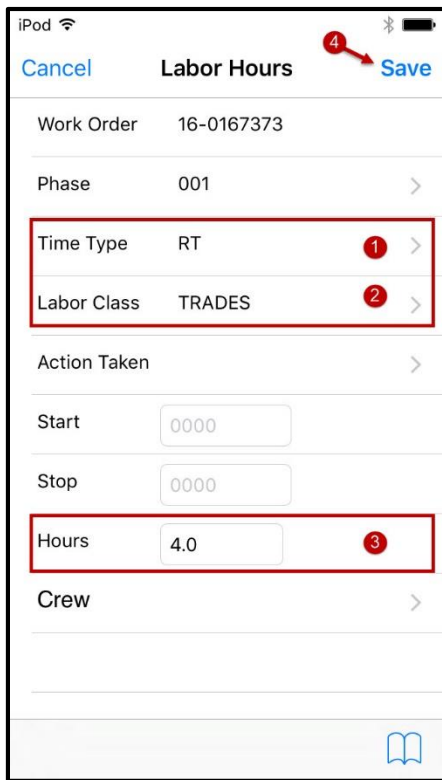 iPod
4
Cancel Labor Hours Save
Work Order 16-0167373
Phase 001
Time Type RT 1
Labor Class TRADES 2
Action Taken
Start 0000
Stop 0000
Hours 4.0 3
Crew